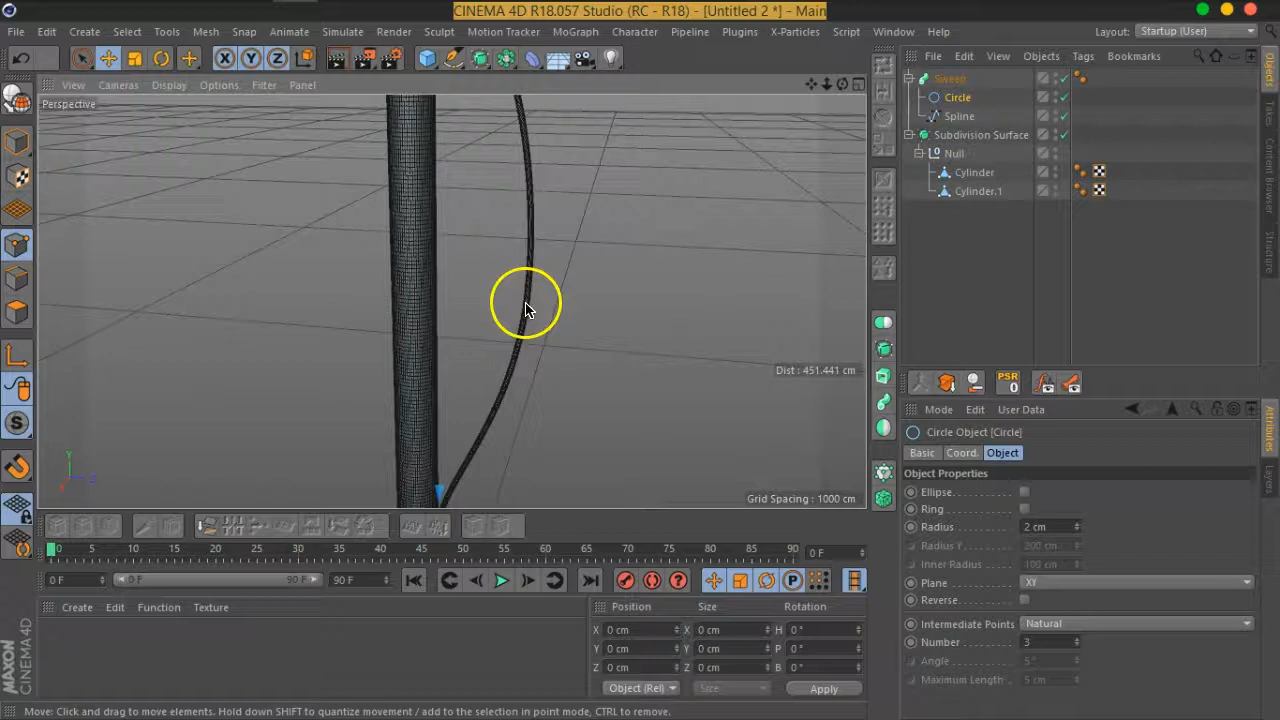 CINEMA 4D R18.057 Studio (RC - R18) - [Untitled 2 *] - Main
File Edit Create Select Tools Mesh Snap Animate Simulate Render Sculpt Motion Tracker MoGraph Character Pipeline Plugins X-Particles Script Window Help Layout: Startup (User)
X Y Z
View Cameras Display Options Filter Panel
Perspective
Dist : 451.441 cm
Grid Spacing : 1000 cm
Y
S
0 5 10 15 20 25 30 35 40 45 50 55 60 65 70 75 80 85 90 0 F
0 F 0 F 90 F 90 F
P
Create Edit Function Texture
Position Size Rotation
X 0 cm X 0 cm H 0 °
Y 0 cm Y 0 cm P 0 °
Z 0 cm Z 0 cm B 0 °
Object (Rel) Size Apply
MAXON
CINEMA 4D
Move: Click and drag to move elements. Hold down SHIFT to quantize movement / add to the selection in point mode, CTRL to remove.
File Edit View Objects Tags Bookmarks
Sweep
Circle
Spline
Subdivision Surface
Null
Cylinder
Cylinder.1
PSR
0
Mode Edit User Data
Circle Object [Circle]
Basic Coord. Object
Object Properties
Ellipse
Ring
Radius 2 cm
Radius Y 200 cm
Inner Radius 100 cm
Plane XY
Reverse
Intermediate Points Natural
Number 3
Angle 5°
Maximum Length 5 cm
Objects
Takes
Content Browser
Structure
Attributes
Layers